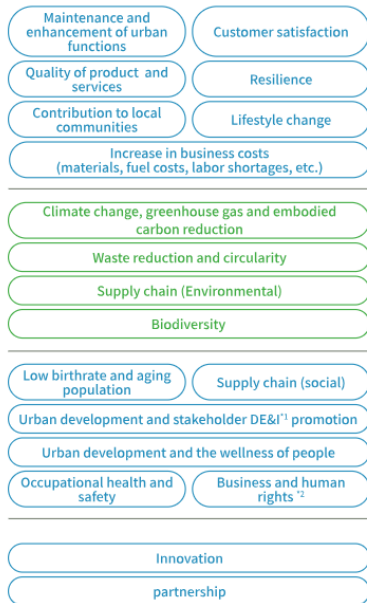 Maintenance and
enhancement of urban
functions
Customer satisfaction
Quality of product and
services
Resilience
Contribution to local
communities
Lifestyle change
Increase in business costs
(materials, fuel costs, labor shortages, etc.)
Climate change, greenhouse gas and embodied
carbon reduction
Waste reduction and circularity
Supply chain (Environmental)
Biodiversity
Low birthrate and aging
population
Supply chain (social)
Urban development and stakeholder DE&I*1 promotion
Urban development and the wellness of people
Occupational health and
safety
Business and human
rights *2
Innovation
partnership